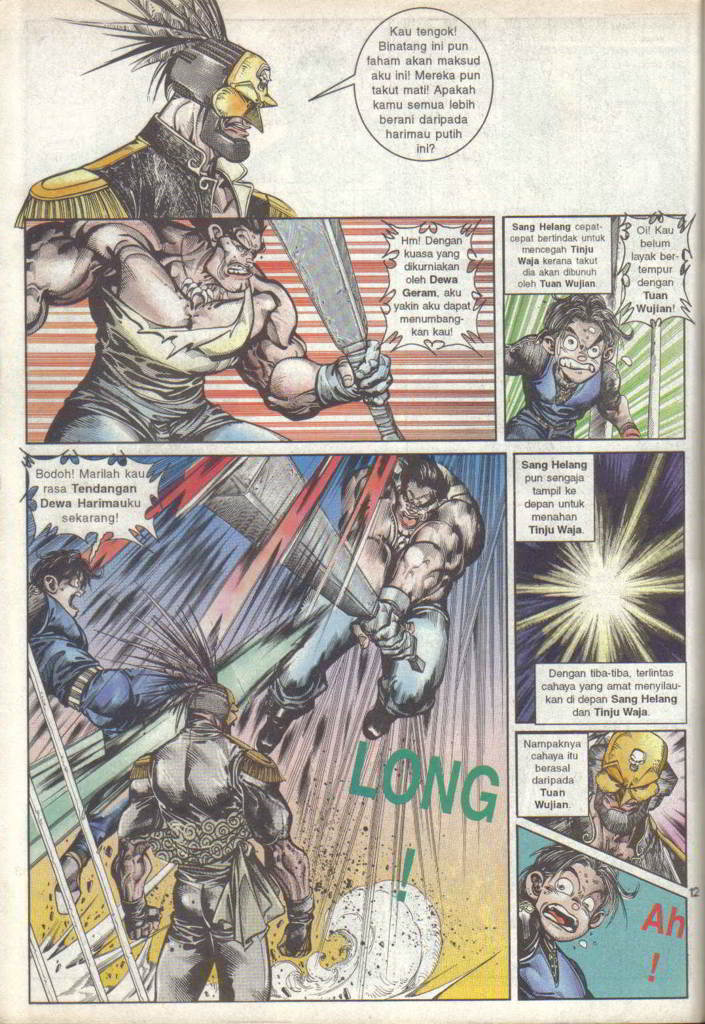 Kau tengok!
Binatang ini pun
faham akan maksud
aku ini! Mereka pun
takut mati! Apakah
kamu semua lebih
berani daripada
harimau putih
ini?
Hm! Dengan
kuasa yang
dikurniakan
oleh Dewa
Geram, aku
yakin aku dapat
menumbang-
kan kau!
Sang Helang cepat-
cepat bertindak untuk
mencegah Tinju
Waja kerana takut
dia akan dibunuh
oleh Tuan Wujian.
Oi! Kau
belum
layak ber-
tempur
dengan
Tuan
Wujian!
Bodoh! Marilah kau
rasa Tendangan
Dewa Harimauku
sekarang!
LONG
!
Sang Helang
pun sengaja
tampil ke
depan untuk
menahan
Tinju Waja.
Dengan tiba-tiba, terlintas
cahaya yang amat menyilau-
kan di depan Sang Helang
dan Tinju Waja.
Nampaknya
cahaya itu
berasal
daripada
Tuan
Wujian.
Ah
!
12